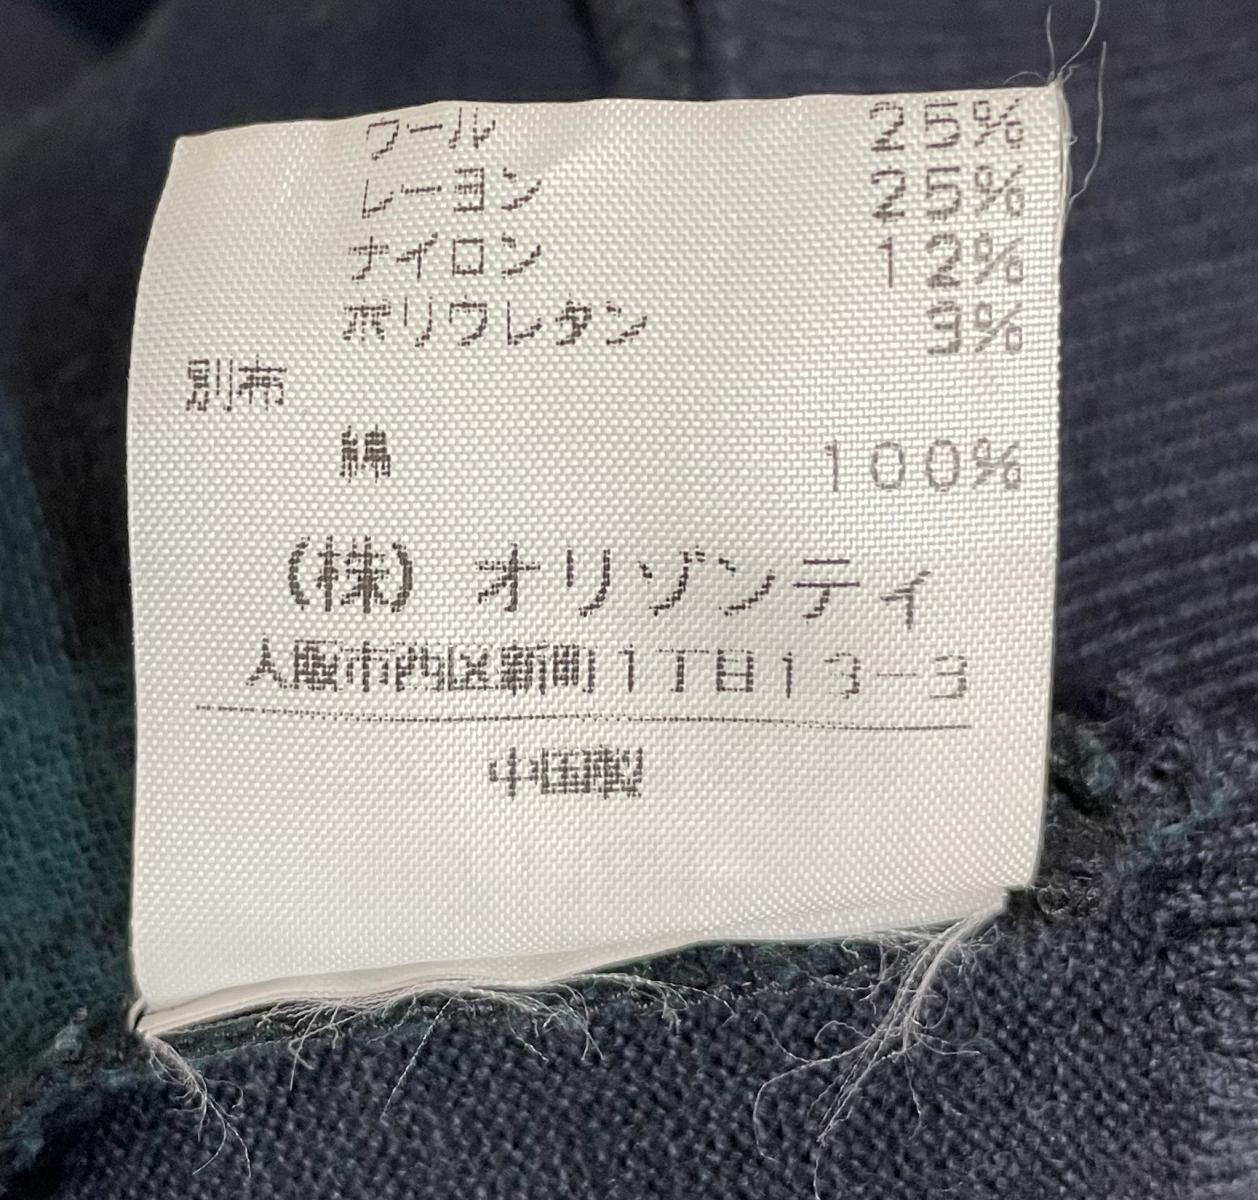 ウール 25%
レーヨン 25%
ナイロン 12%
ポリウレタン 3%
別布
綿 100%
(株) オリゾンティ
大阪市西区新町1丁目13-3
中国製